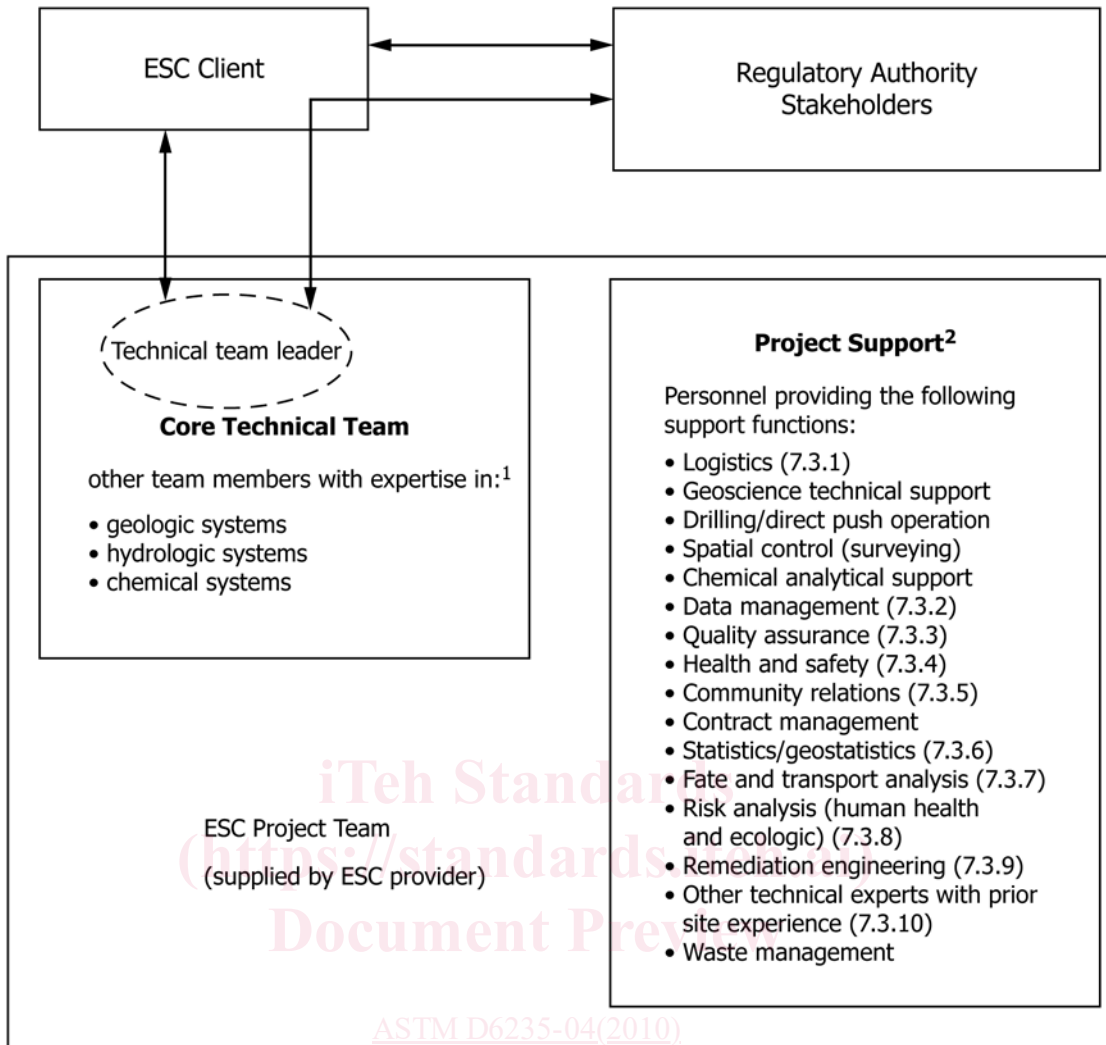 ESC Client
Regulatory Authority
Stakeholders
Technical team leader
Core Technical Team
other team members with expertise in:1
• geologic systems
• hydrologic systems
• chemical systems
Project Support2
Personnel providing the following
support functions:
• Logistics (7.3.1)
• Geoscience technical support
• Drilling/direct push operation
• Spatial control (surveying)
• Chemical analytical support
• Data management (7.3.2)
• Quality assurance (7.3.3)
• Health and safety (7.3.4)
• Community relations (7.3.5)
• Contract management
• Statistics/geostatistics (7.3.6)
• Fate and transport analysis (7.3.7)
• Risk analysis (human health
and ecologic) (7.3.8)
• Remediation engineering (7.3.9)
• Other technical experts with prior
site experience (7.3.10)
• Waste management
ESC Project Team
(supplied by ESC provider)
iTeh Standards
(https://standards.iteh.ai)
Document Preview
ASTM D6235-04(2010)